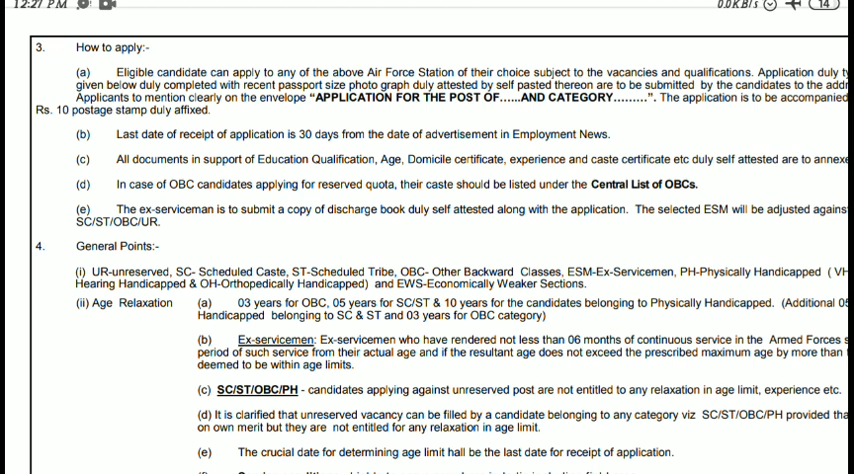 12:27 PM 0.0KB/s 14
3. How to apply:-
(a) Eligible candidate can apply to any of the above Air Force Station of their choice subject to the vacancies and qualifications. Application duly
given below duly completed with recent passport size photo graph duly attested by self pasted thereon are to be submitted by the candidates to the
Applicants to mention clearly on the envelope “APPLICATION FOR THE POST OF......AND CATEGORY.........”. The application is to be accompanied
Rs. 10 postage stamp duly affixed.
(b) Last date of receipt of application is 30 days from the date of advertisement in Employment News.
(c) All documents in support of Education Qualification, Age, Domicile certificate, experience and caste certificate etc duly self attested are to
(d) In case of OBC candidates applying for reserved quota, their caste should be listed under the Central List of OBCs.
(e) The ex-serviceman is to submit a copy of discharge book duly self attested along with the application. The selected ESM will be adjusted
SC/ST/OBC/UR.
4. General Points:-
(i) UR-unreserved, SC- Scheduled Caste, ST-Scheduled Tribe, OBC- Other Backward Classes, ESM-Ex-Servicemen, PH-Physically Handicapped (
Hearing Handicapped & OH-Orthopedically Handicapped) and EWS-Economically Weaker Sections.
(ii) Age Relaxation (a) 03 years for OBC, 05 years for SC/ST & 10 years for the candidates belonging to Physically Handicapped. (Additional
Handicapped belonging to SC & ST and 03 years for OBC category)
(b) Ex-servicemen: Ex-servicemen who have rendered not less than 06 months of continuous service in the Armed Forces
period of such service from their actual age and if the resultant age does not exceed the prescribed maximum age by more than
deemed to be within age limits.
(c) SC/ST/OBC/PH - candidates applying against unreserved post are not entitled to any relaxation in age limit, experience etc.
(d) It is clarified that unreserved vacancy can be filled by a candidate belonging to any category viz SC/ST/OBC/PH provided
on own merit but they are not entitled for any relaxation in age limit.
(e) The crucial date for determining age limit hall be the last date for receipt of application.